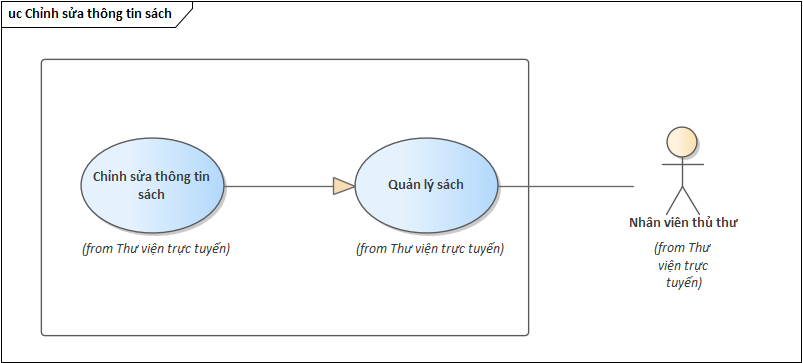 uc Chỉnh sửa thông tin sách
Chỉnh sửa thông tin
sách
(from Thư viện trực tuyến)
Quản lý sách
(from Thư viện trực tuyến)
Nhân viên thủ thư
(from Thư
viện trực
tuyến)